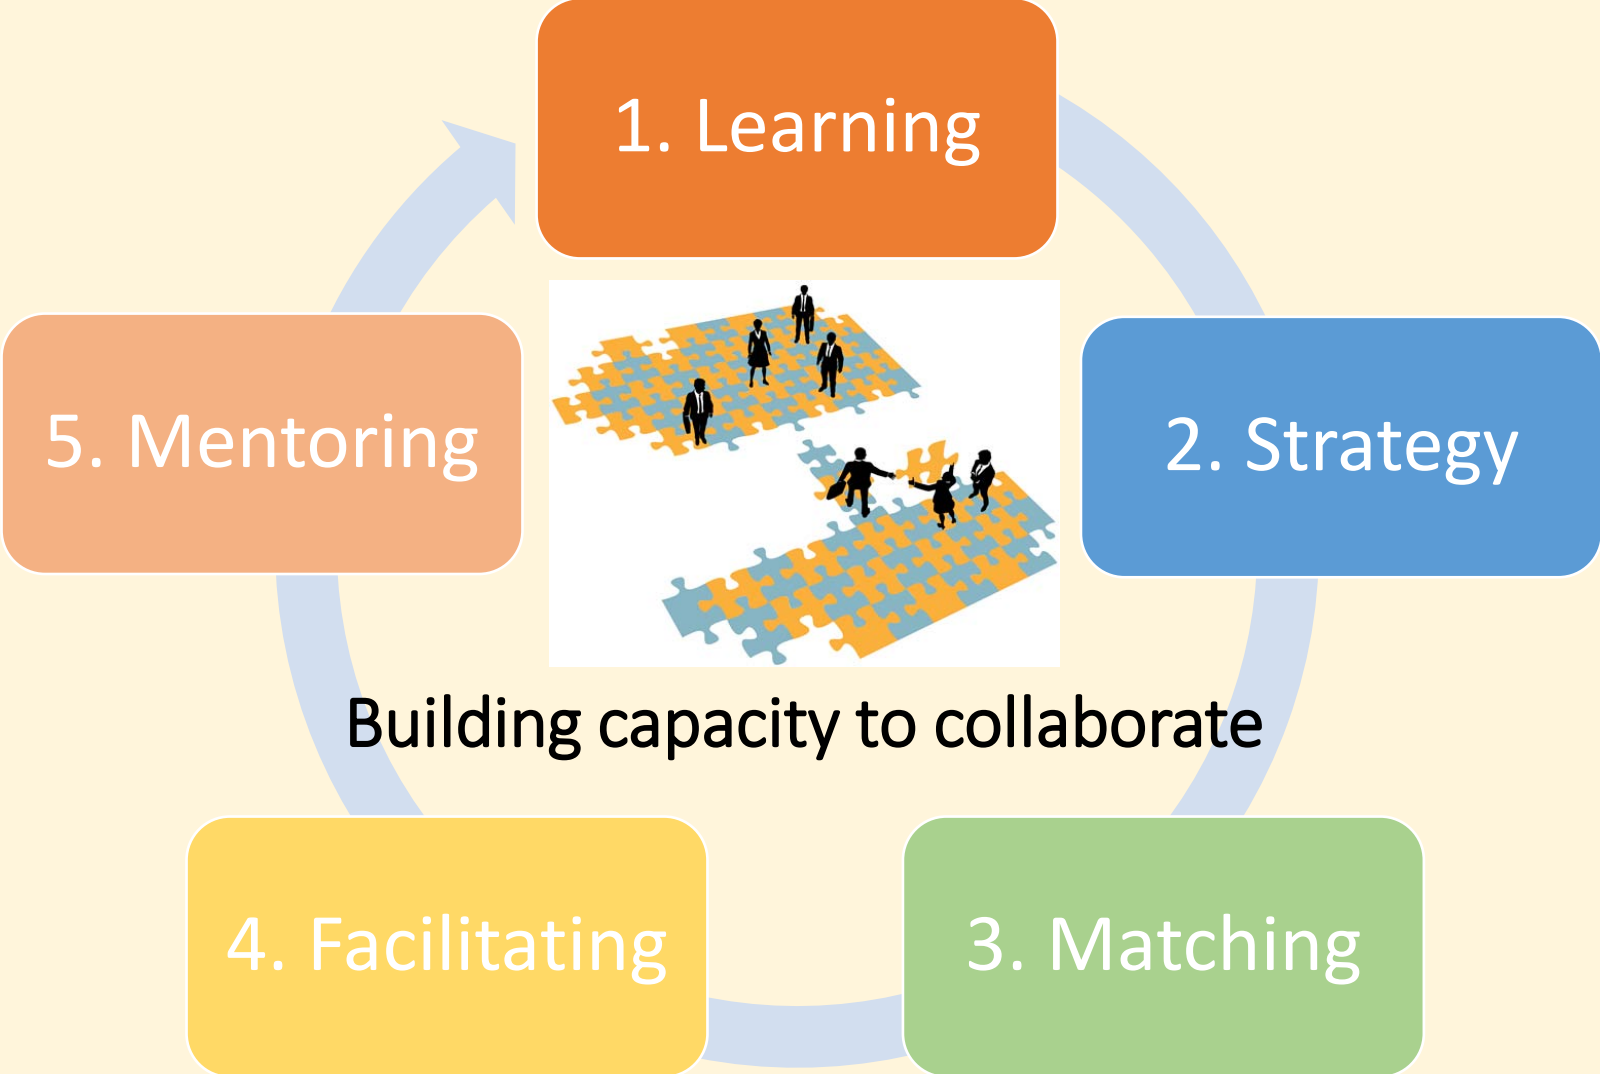 1. Learning
2. Strategy
3. Matching
4. Facilitating
5. Mentoring
Building capacity to collaborate